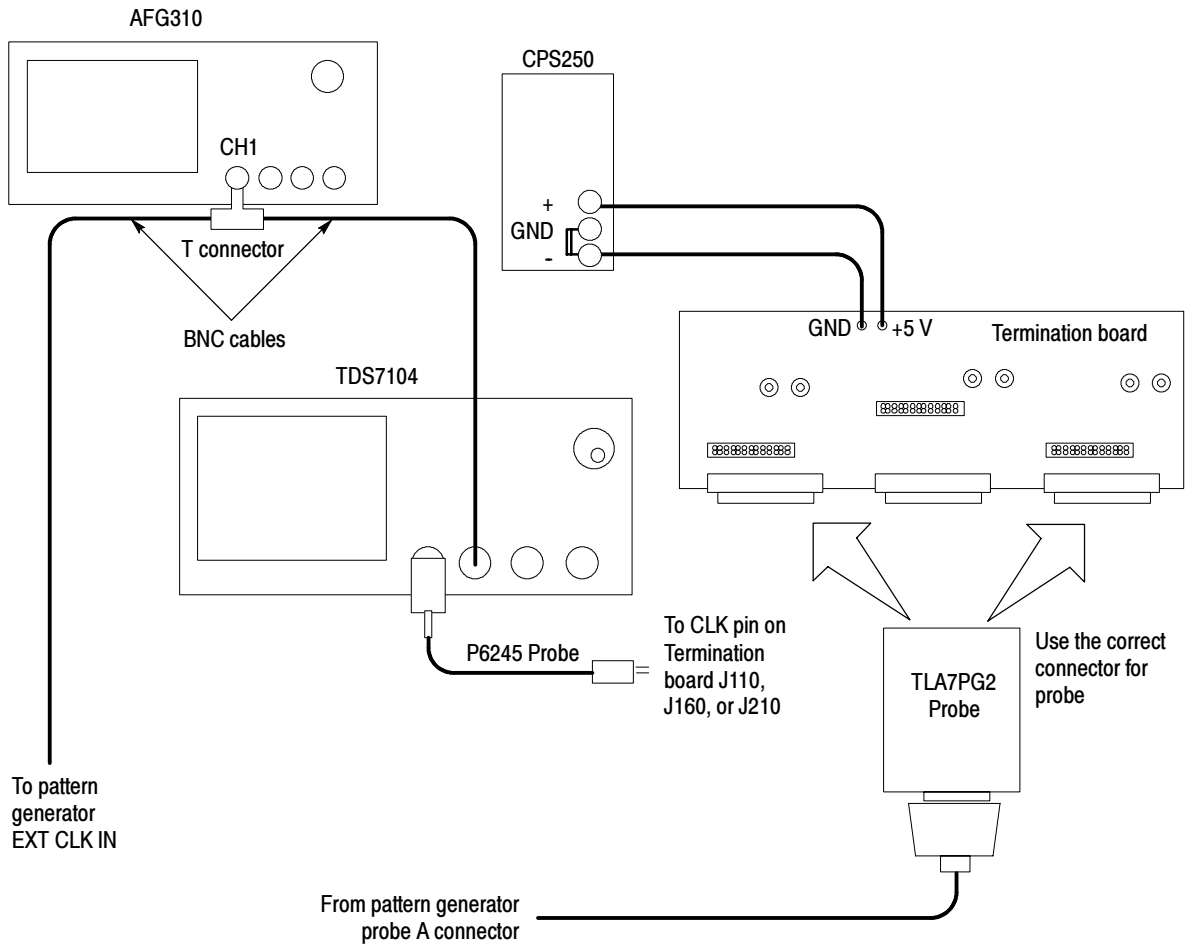 AFG310
CPS250
CH1
+
GND
-
T connector
BNC cables
GND
+5 V
Termination board
TDS7104
P6245 Probe
To CLK pin on
Termination
board J110,
J160, or J210
TLA7PG2
Probe
Use the correct
connector for
probe
To pattern
generator
EXT CLK IN
From pattern generator
probe A connector